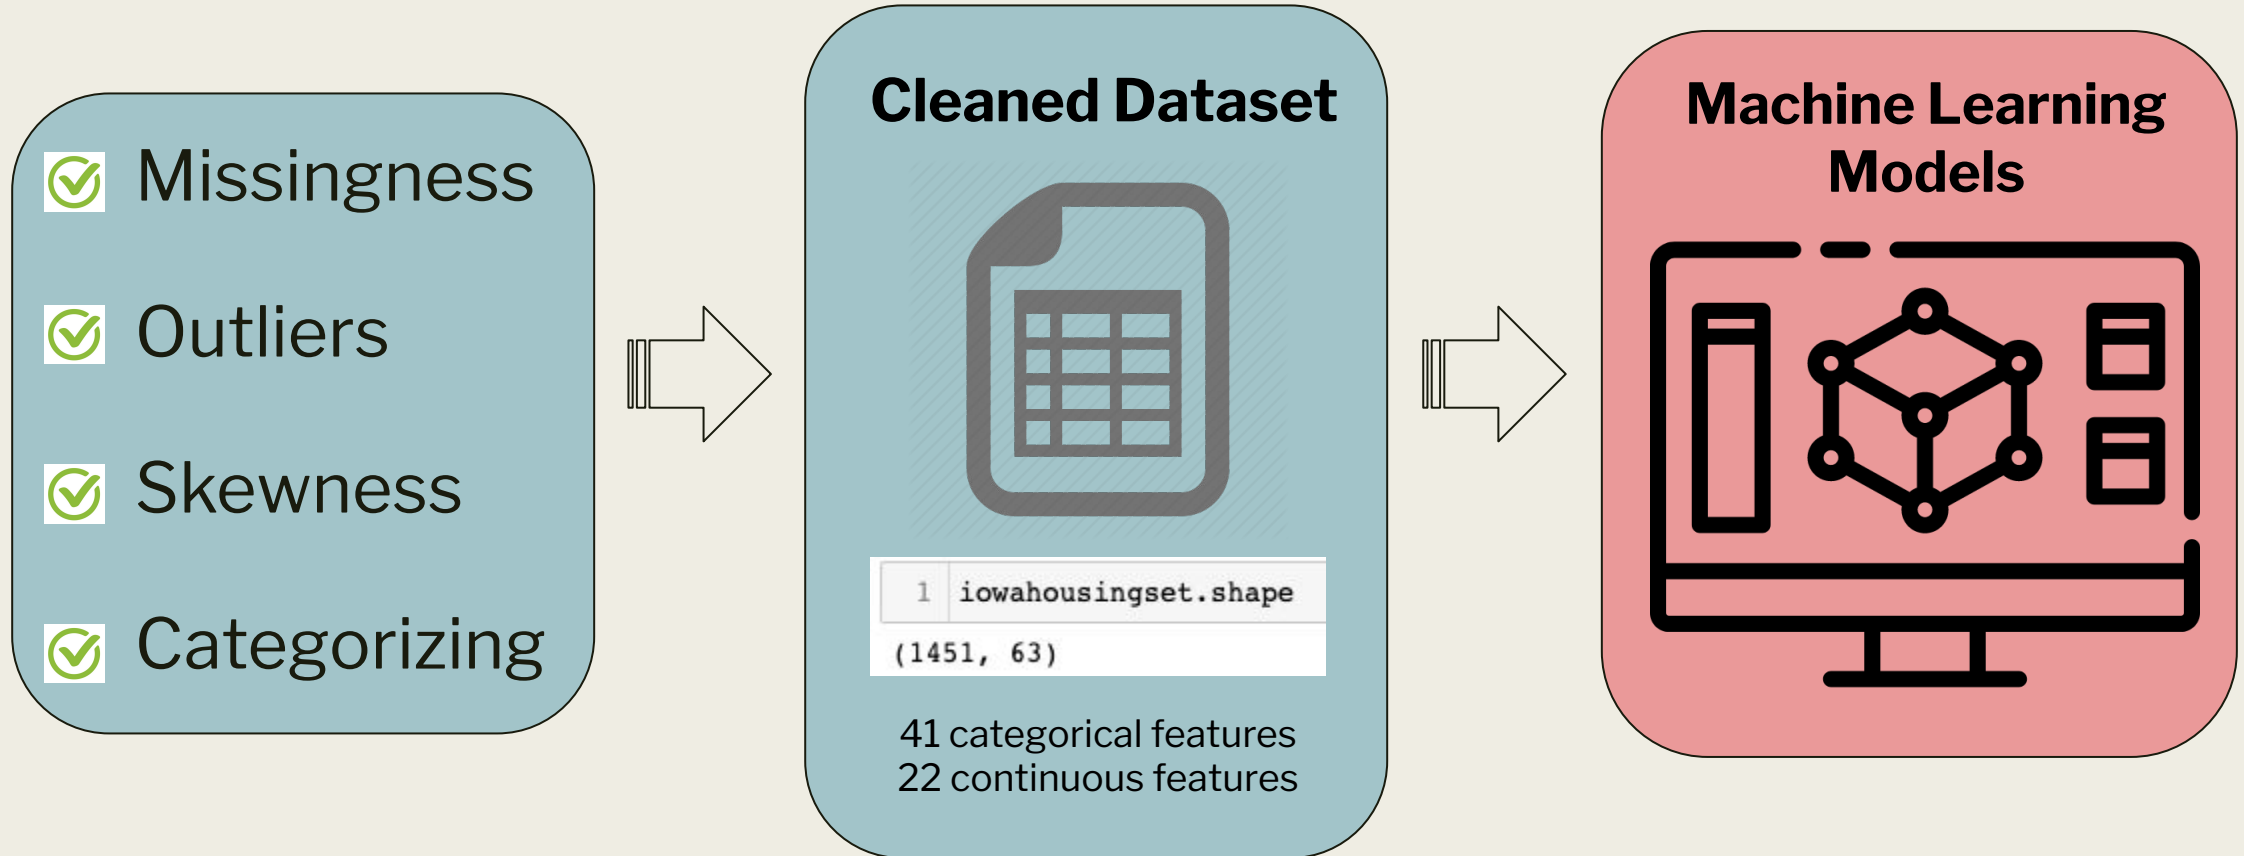 Missingness
Outliers
Skewness
Categorizing
Cleaned Dataset
1 iowahousingset.shape
(1451, 63)
41 categorical features
22 continuous features
Machine Learning
Models